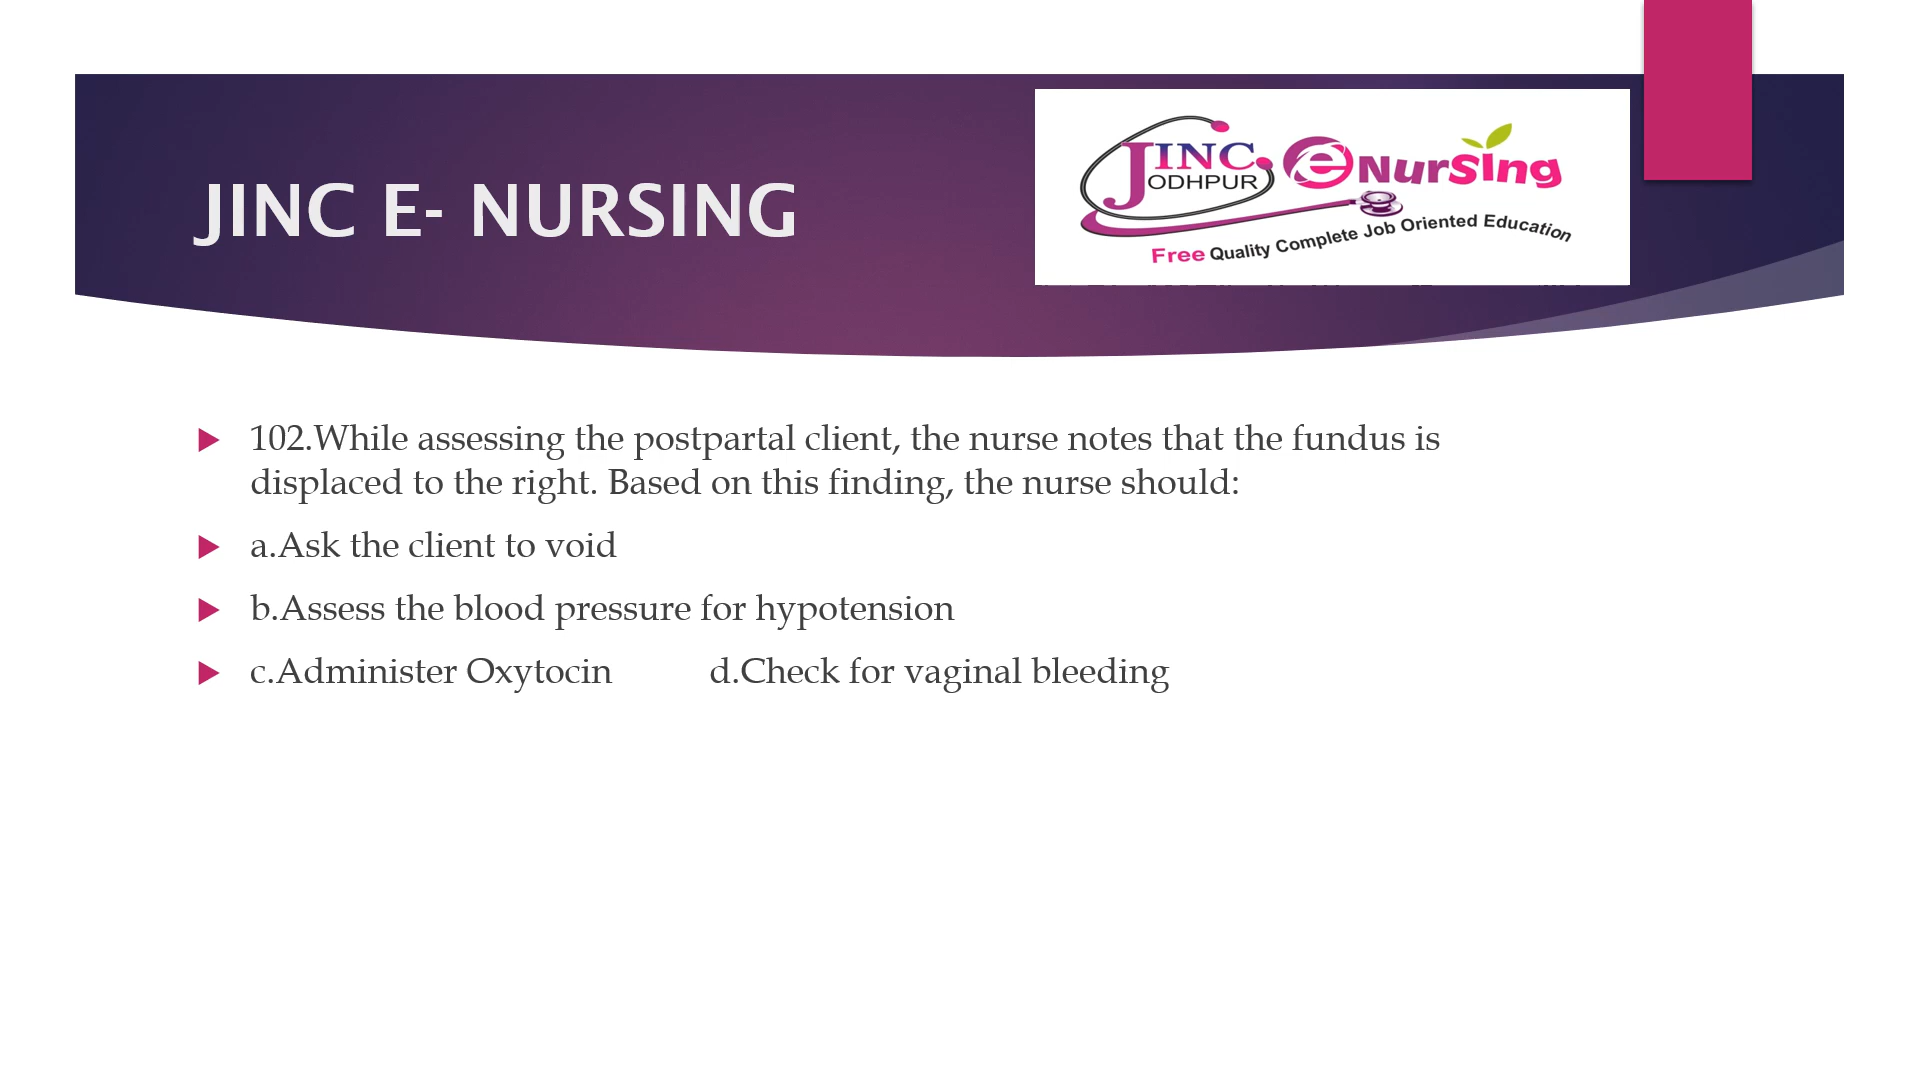 JINC E- NURSING
JINC.
ODHPUR
eNursing
Free Quality Complete Job Oriented Education
102.While assessing the postpartal client, the nurse notes that the fundus is
displaced to the right. Based on this finding, the nurse should:
a.Ask the client to void
b.Assess the blood pressure for hypotension
c.Administer Oxytocin d.Check for vaginal bleeding